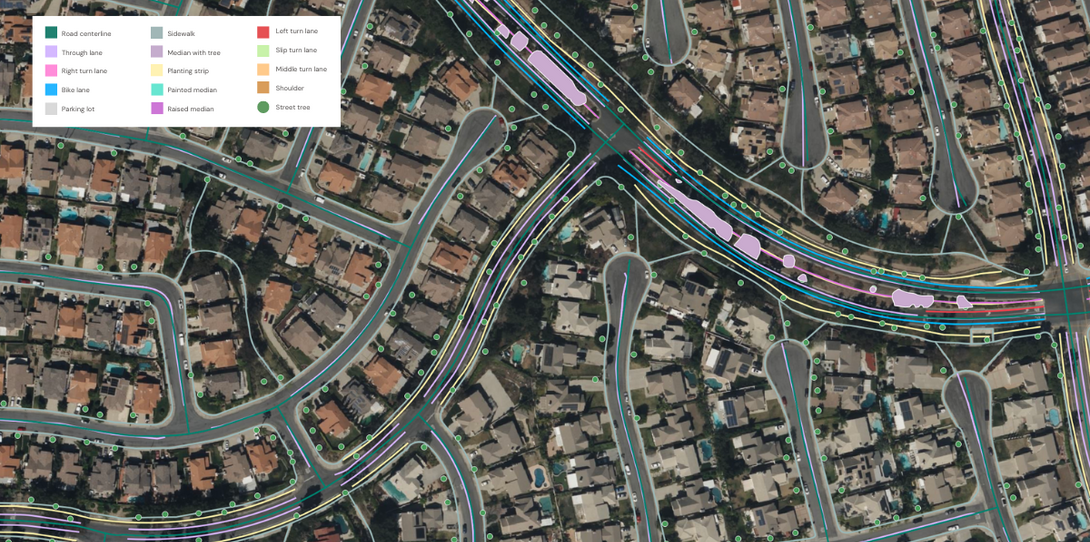 Road centerline
Through lane
Right turn lane
Bike lane
Parking lot
Sidewalk
Median with tree
Planting strip
Painted median
Raised median
Left turn lane
Slip turn lane
Middle turn lane
Shoulder
Street tree